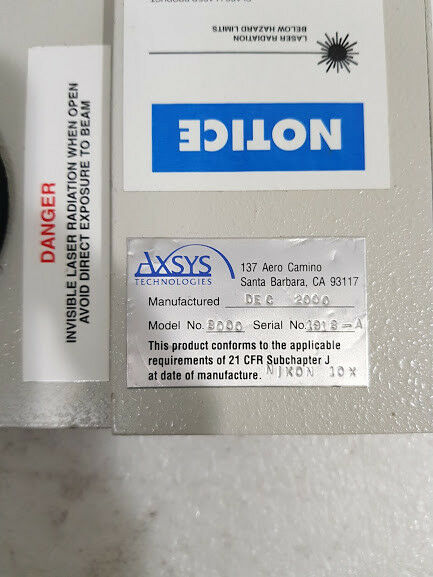 LASER RADIATION
BELOW HAZARD LIMITS
NOTICE
DANGER
INVISIBLE LASER RADIATION WHEN OPEN
AVOID DIRECT EXPOSURE TO BEAM
AXSYS
TECHNOLOGIES
137 Aero Camino
Santa Barbara, CA 93117
Manufactured DEC 2000
Model No. 9000 Serial No. 1918-A
This product conforms to the applicable
requirements of 21 CFR Subchapter J
at date of manufacture. NIKON 10X